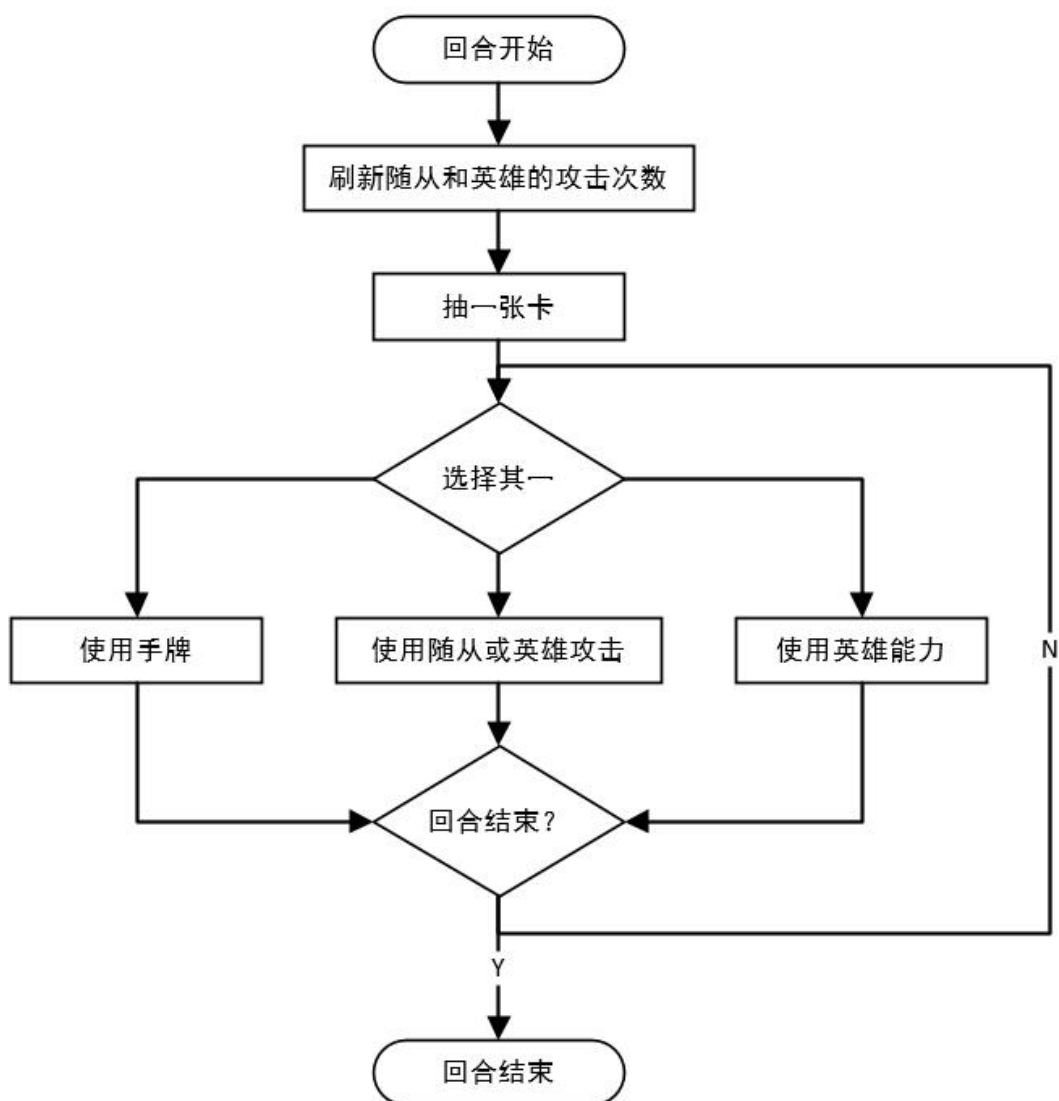 回合开始
刷新随从和英雄的攻击次数
抽一张卡
选择其一
使用手牌
使用随从或英雄攻击
使用英雄能力
N
回合结束?
Y
回合结束